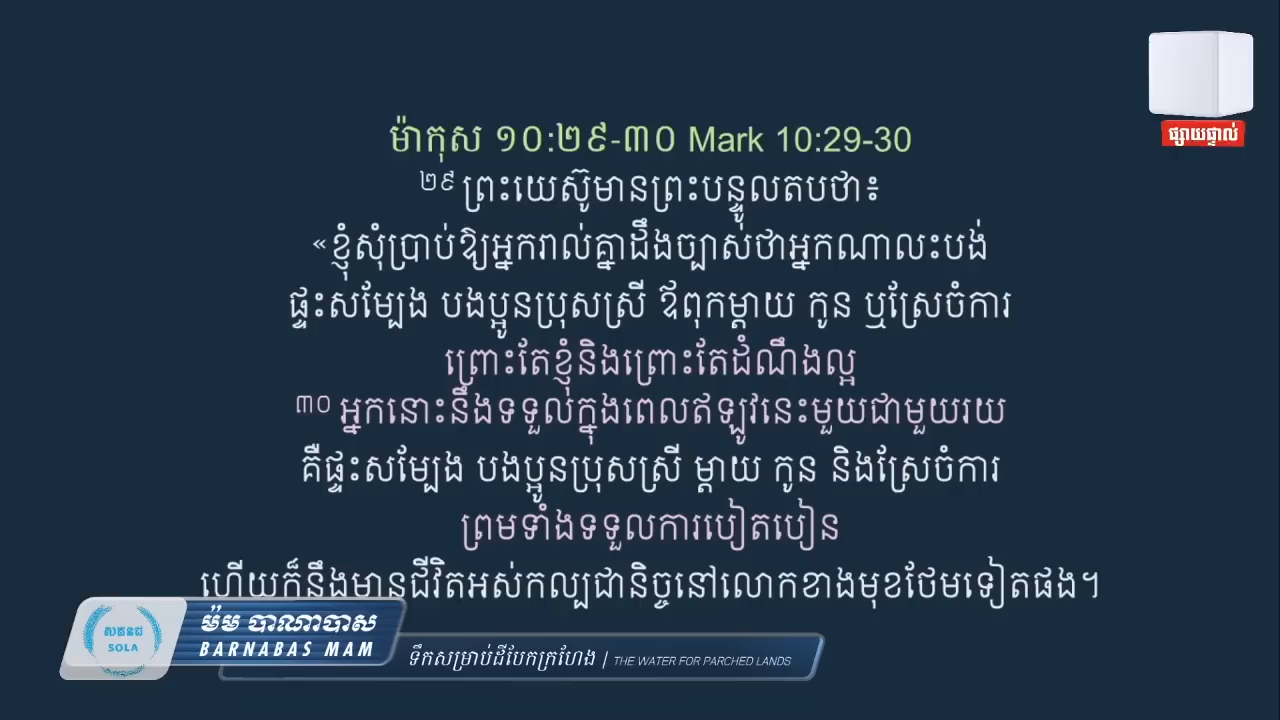 ផ្សាយផ្ទាល់
ម៉ាកុស ១០:២៩-៣០ Mark 10:29-30
២៩ ព្រះយេស៊ូមានព្រះបន្ទូលតបថា៖
«ខ្ញុំសុំប្រាប់ឱ្យអ្នករាល់គ្នាដឹងច្បាស់ថាអ្នកណាលះបង់
ផ្ទះសម្បែង បងប្អូនប្រុសស្រី ឪពុកម្ដាយ កូន ឬស្រែចំការ
ព្រោះតែខ្ញុំនិងព្រោះតែដំណឹងល្អ
៣០ អ្នកនោះនឹងទទួលក្នុងពេលឥឡូវនេះមួយជាមួយរយ
គឺផ្ទះសម្បែង បងប្អូនប្រុសស្រី ម្ដាយ កូន និងស្រែចំការ
ព្រមទាំងទទួលការបៀតបៀន
ហើយក៏នឹងមានជីវិតអស់កល្បជានិច្ចនៅលោកខាងមុខថែមទៀតផង។
សតនជ
SOLA
ម៉ម បាណាបាស
BARNABAS MAM
ទឹកសម្រាប់ដីបែកក្រហែង | THE WATER FOR PARCHED LANDS